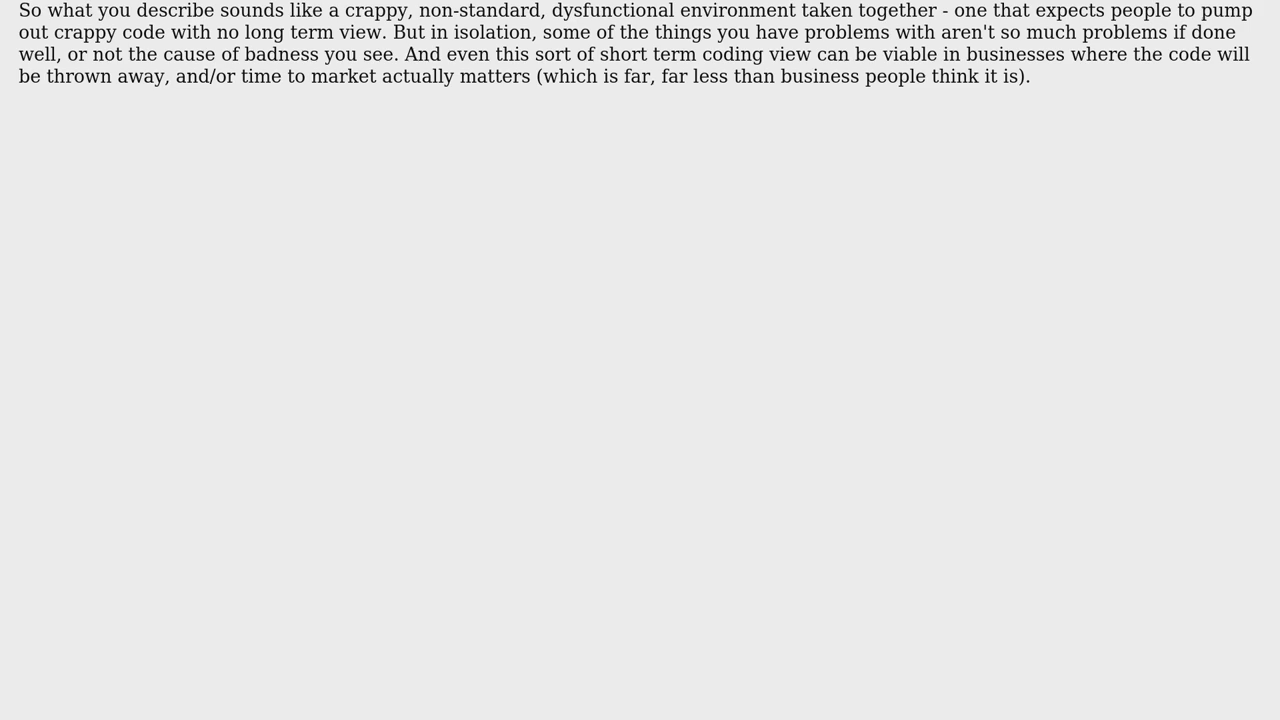 So what you describe sounds like a crappy, non-standard, dysfunctional environment taken together - one that expects people to pump
out crappy code with no long term view. But in isolation, some of the things you have problems with aren't so much problems if done
well, or not the cause of badness you see. And even this sort of short term coding view can be viable in businesses where the code will
be thrown away, and/or time to market actually matters (which is far, far less than business people think it is).